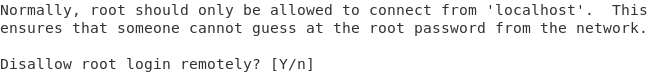 Normally, root should only be allowed to connect from 'localhost'.  This
ensures that someone cannot guess at the root password from the network.

Disallow root login remotely? [Y/n]